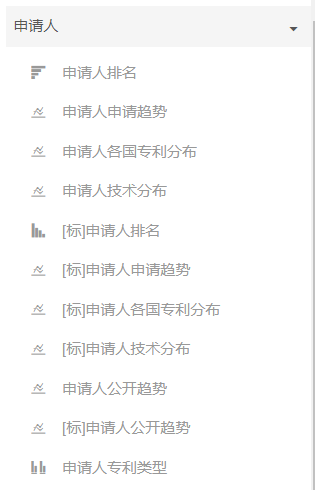 申请人
申请人排名
申请人申请趋势
申请人各国专利分布
申请人技术分布
[标]申请人排名
[标]申请人申请趋势
[标]申请人各国专利分布
[标]申请人技术分布
申请人公开趋势
[标]申请人公开趋势
申请人专利类型